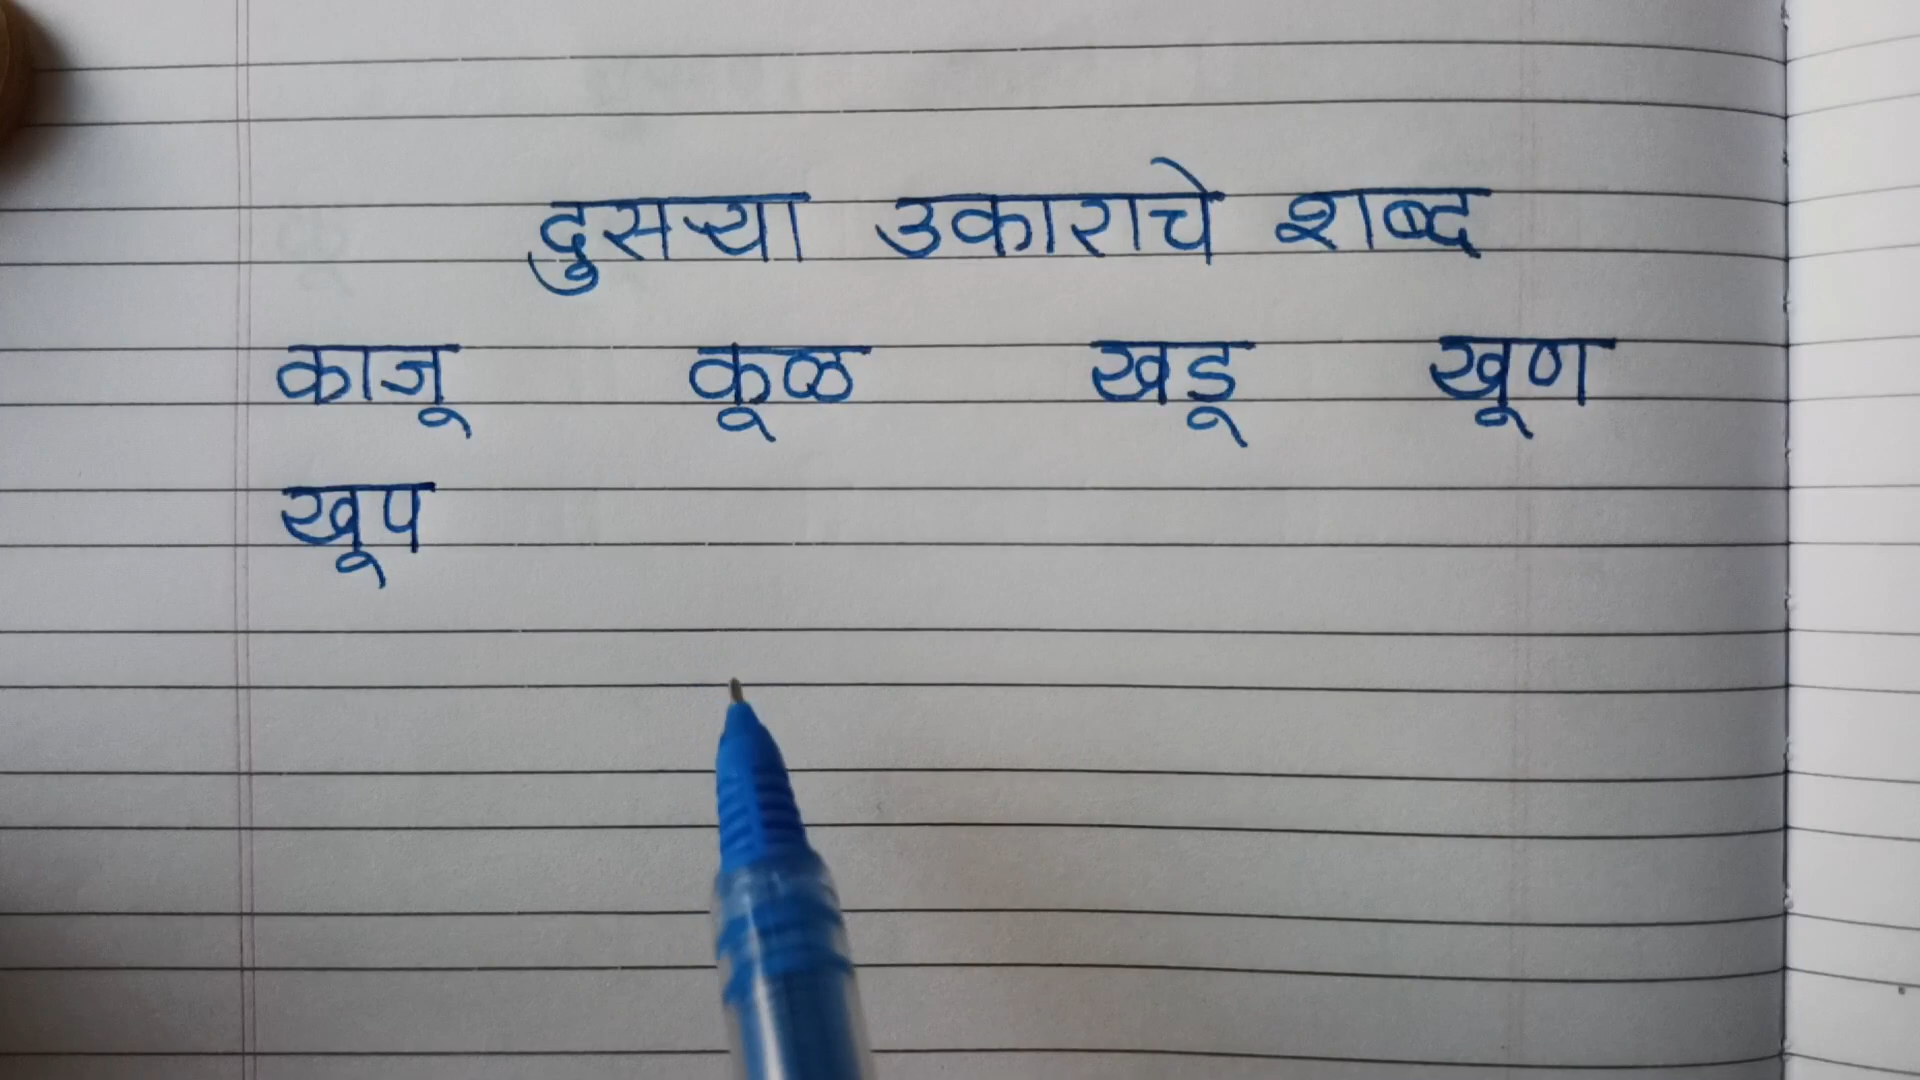 दुसऱ्या उकाराचे शब्द
काजू कूळ खडू खूण
खूप